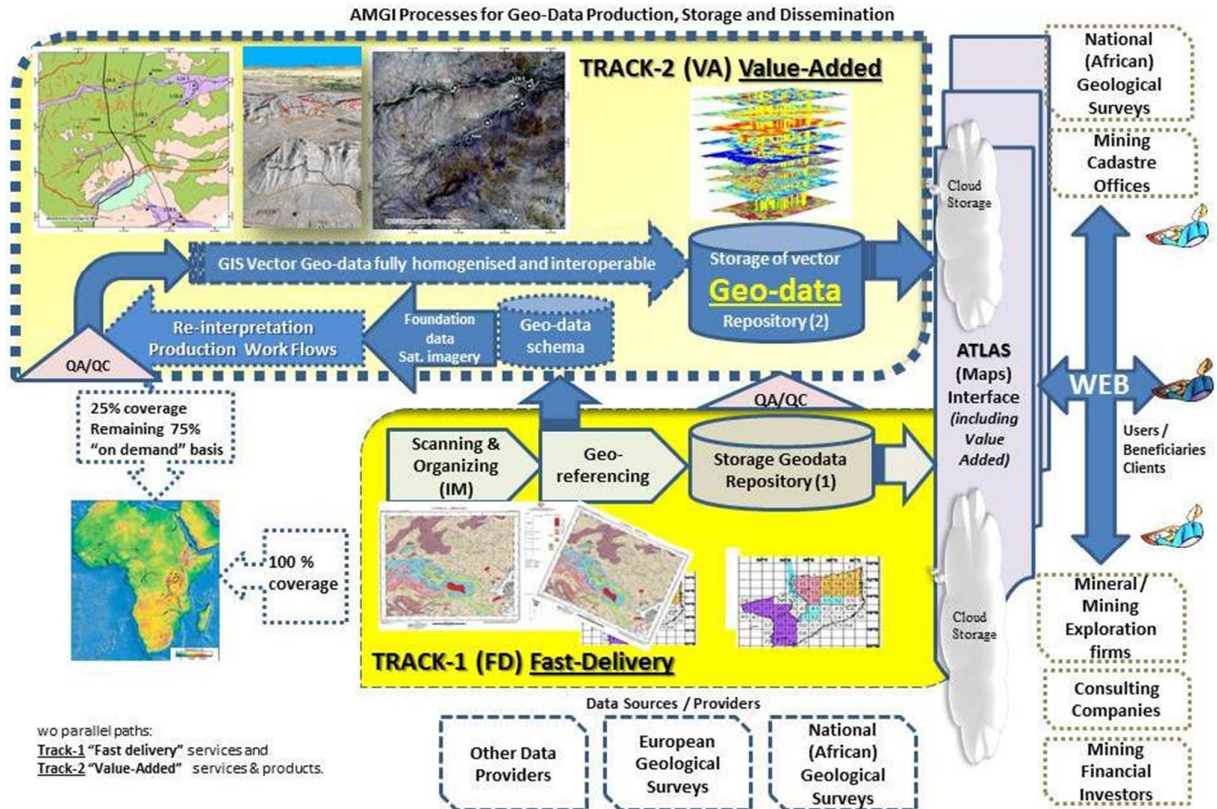 AMGI Processes for Geo-Data Production, Storage and Dissemination
TRACK-2 (VA) Value-Added
GIS Vector Geo-data fully homogenised and interoperable
Storage of vector
Geo-data
Repository (2)
Re-interpretation
Production Work Flows
Foundation
data
Sat. imagery
Geo-data
schema
QA/QC
25% coverage
Remaining 75%
"on demand" basis
100 %
coverage
QA/QC
Scanning &
Organizing
(IM)
Geo-
referencing
Storage Geodata
Repository (1)
TRACK-1 (FD) Fast-Delivery
Cloud
Storage
ATLAS
(Maps)
Interface
(including
Value
Added)
Cloud
Storage
National
(African)
Geological
Surveys
Mining
Cadastre
Offices
WEB
Users /
Beneficiaries
Clients
Mineral /
Mining
Exploration
firms
Consulting
Companies
Mining
Financial
Investors
Data Sources / Providers
Other Data
Providers
European
Geological
Surveys
National
(African)
Geological
Surveys
wo parallel paths:
Track-1 "Fast delivery" services and
Track-2 "Value-Added" services & products.